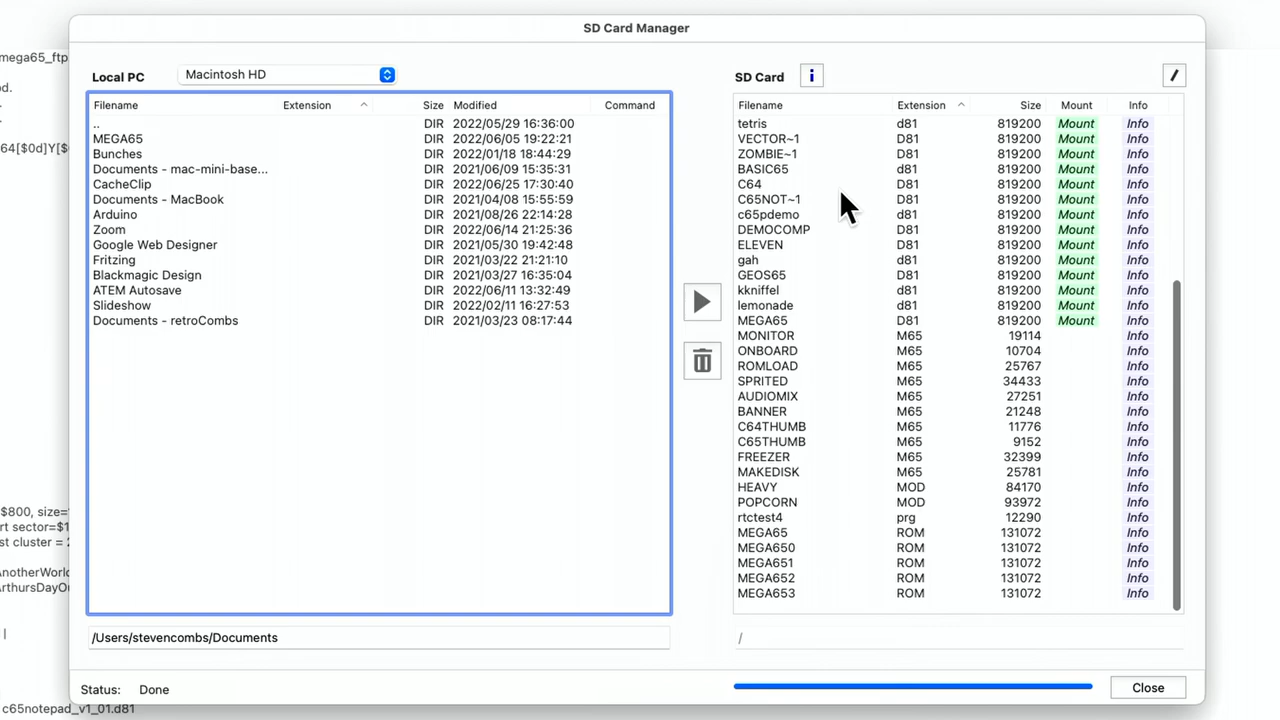 SD Card Manager
mega65_ftp
Local PC Macintosh HD
Filename Extension Size Modified Command
.. DIR 2022/05/29 16:36:00
MEGA65 DIR 2022/06/05 19:22:21
Bunches DIR 2022/01/18 18:44:29
Documents - mac-mini-base... DIR 2021/06/09 15:35:31
CacheClip DIR 2022/06/25 17:30:40
Documents - MacBook DIR 2021/04/08 15:55:59
Arduino DIR 2021/08/26 22:14:28
Zoom DIR 2022/06/14 21:25:36
Google Web Designer DIR 2021/05/30 19:42:48
Fritzing DIR 2021/03/22 21:21:10
Blackmagic Design DIR 2021/03/27 16:35:04
ATEM Autosave DIR 2022/06/11 13:32:49
Slideshow DIR 2022/02/11 16:27:53
Documents - retroCombs DIR 2021/03/23 08:17:44
/Users/stevencombs/Documents
SD Card i /
Filename Extension Size Mount Info
tetris d81 819200 Mount Info
VECTOR~1 D81 819200 Mount Info
ZOMBIE~1 D81 819200 Mount Info
BASIC65 D81 819200 Mount Info
C64 D81 819200 Mount Info
C65NOT~1 D81 819200 Mount Info
c65pdemo d81 819200 Mount Info
DEMOCOMP D81 819200 Mount Info
ELEVEN D81 819200 Mount Info
gah d81 819200 Mount Info
GEOS65 D81 819200 Mount Info
kkniffel d81 819200 Mount Info
lemonade d81 819200 Mount Info
MEGA65 D81 819200 Mount Info
MONITOR M65 19114 Info
ONBOARD M65 10704 Info
ROMLOAD M65 25767 Info
SPRITED M65 34433 Info
AUDIOMIX M65 27251 Info
BANNER M65 21248 Info
C64THUMB M65 11776 Info
C65THUMB M65 9152 Info
FREEZER M65 32399 Info
MAKEDISK M65 25781 Info
HEAVY MOD 84170 Info
POPCORN MOD 93972 Info
rtctest4 prg 12290 Info
MEGA65 ROM 131072 Info
MEGA650 ROM 131072 Info
MEGA651 ROM 131072 Info
MEGA652 ROM 131072 Info
MEGA653 ROM 131072 Info
/
Status: Done
Close
od.
64[$0d]Y[$
$800, size=
rt sector=$1
st cluster = 2
AnotherWorld
ArthursDayOu
|
c65notepad_v1_01.d81